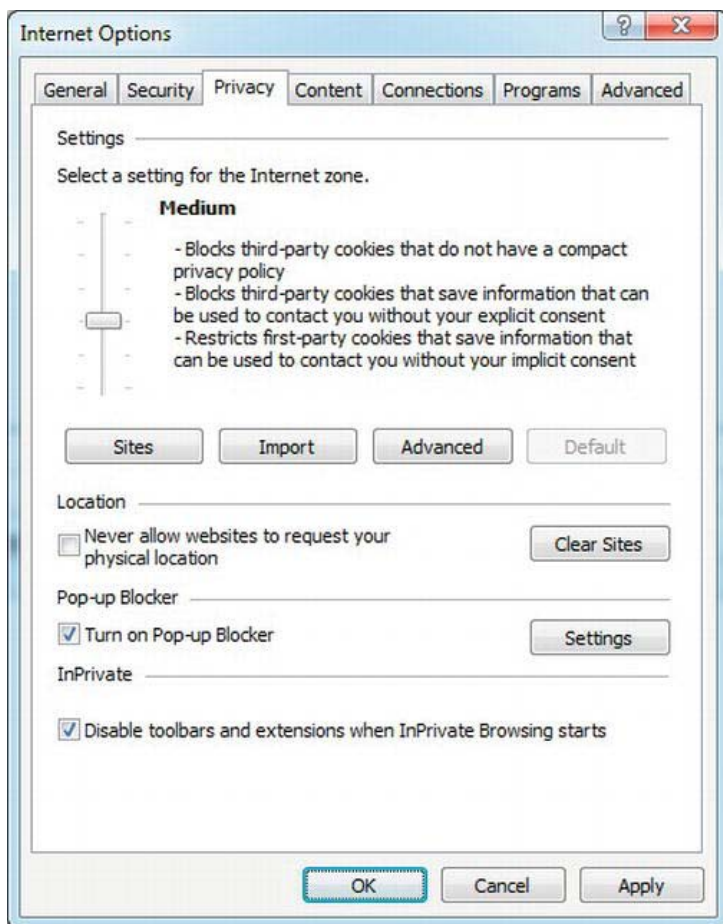 Internet Options
?
General Security Privacy Content Connections Programs Advanced
Settings
Select a setting for the Internet zone.
Medium
- Blocks third-party cookies that do not have a compact
privacy policy
- Blocks third-party cookies that save information that can
be used to contact you without your explicit consent
- Restricts first-party cookies that save information that
can be used to contact you without your implicit consent
Sites Import Advanced Default
Location
Never allow websites to request your
physical location
Clear Sites
Pop-up Blocker
Turn on Pop-up Blocker
Settings
InPrivate
Disable toolbars and extensions when InPrivate Browsing starts
OK Cancel Apply